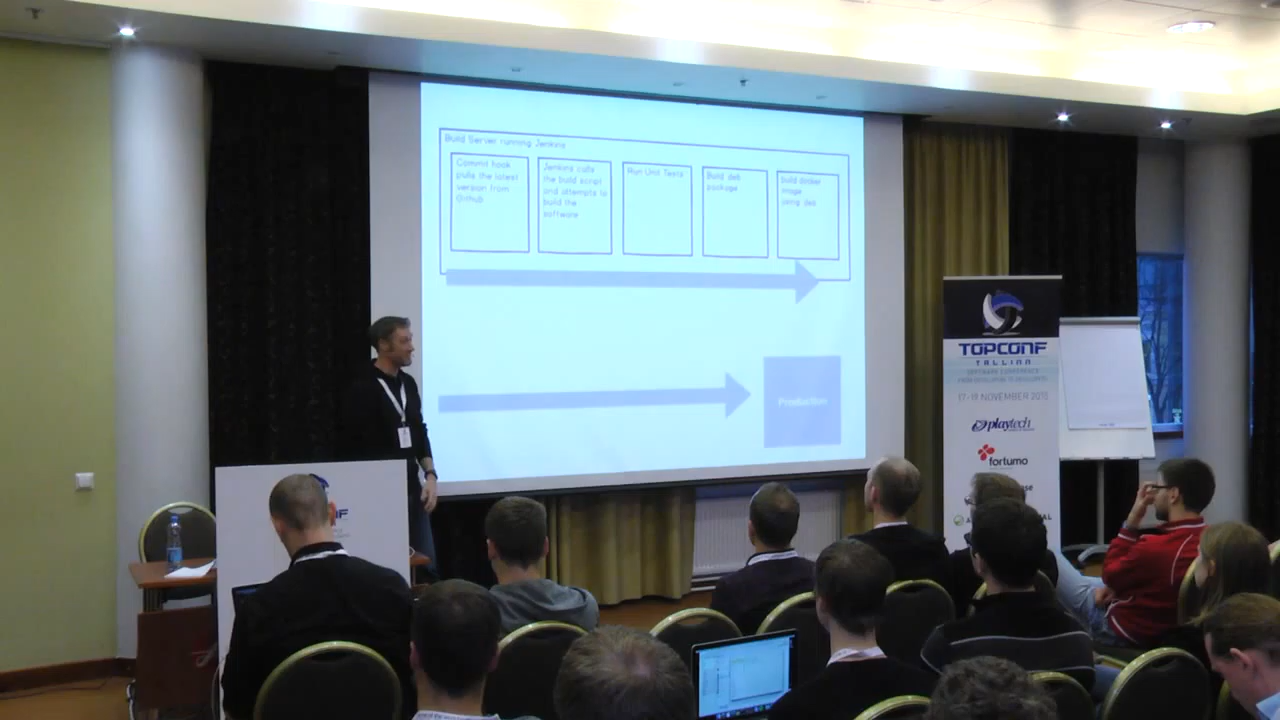 Build Server running Jenkins
Commit hook
pulls the latest
version from
Github
Jenkins calls
the build script
and attempts to
build the
software
Run Unit Tests
Build deb
package
build docker
image
using deb
Production
TOPCONF
TALLINN
SOFTWARE CONFERENCE
17-19 NOVEMBER 2015
playtech
fortumo